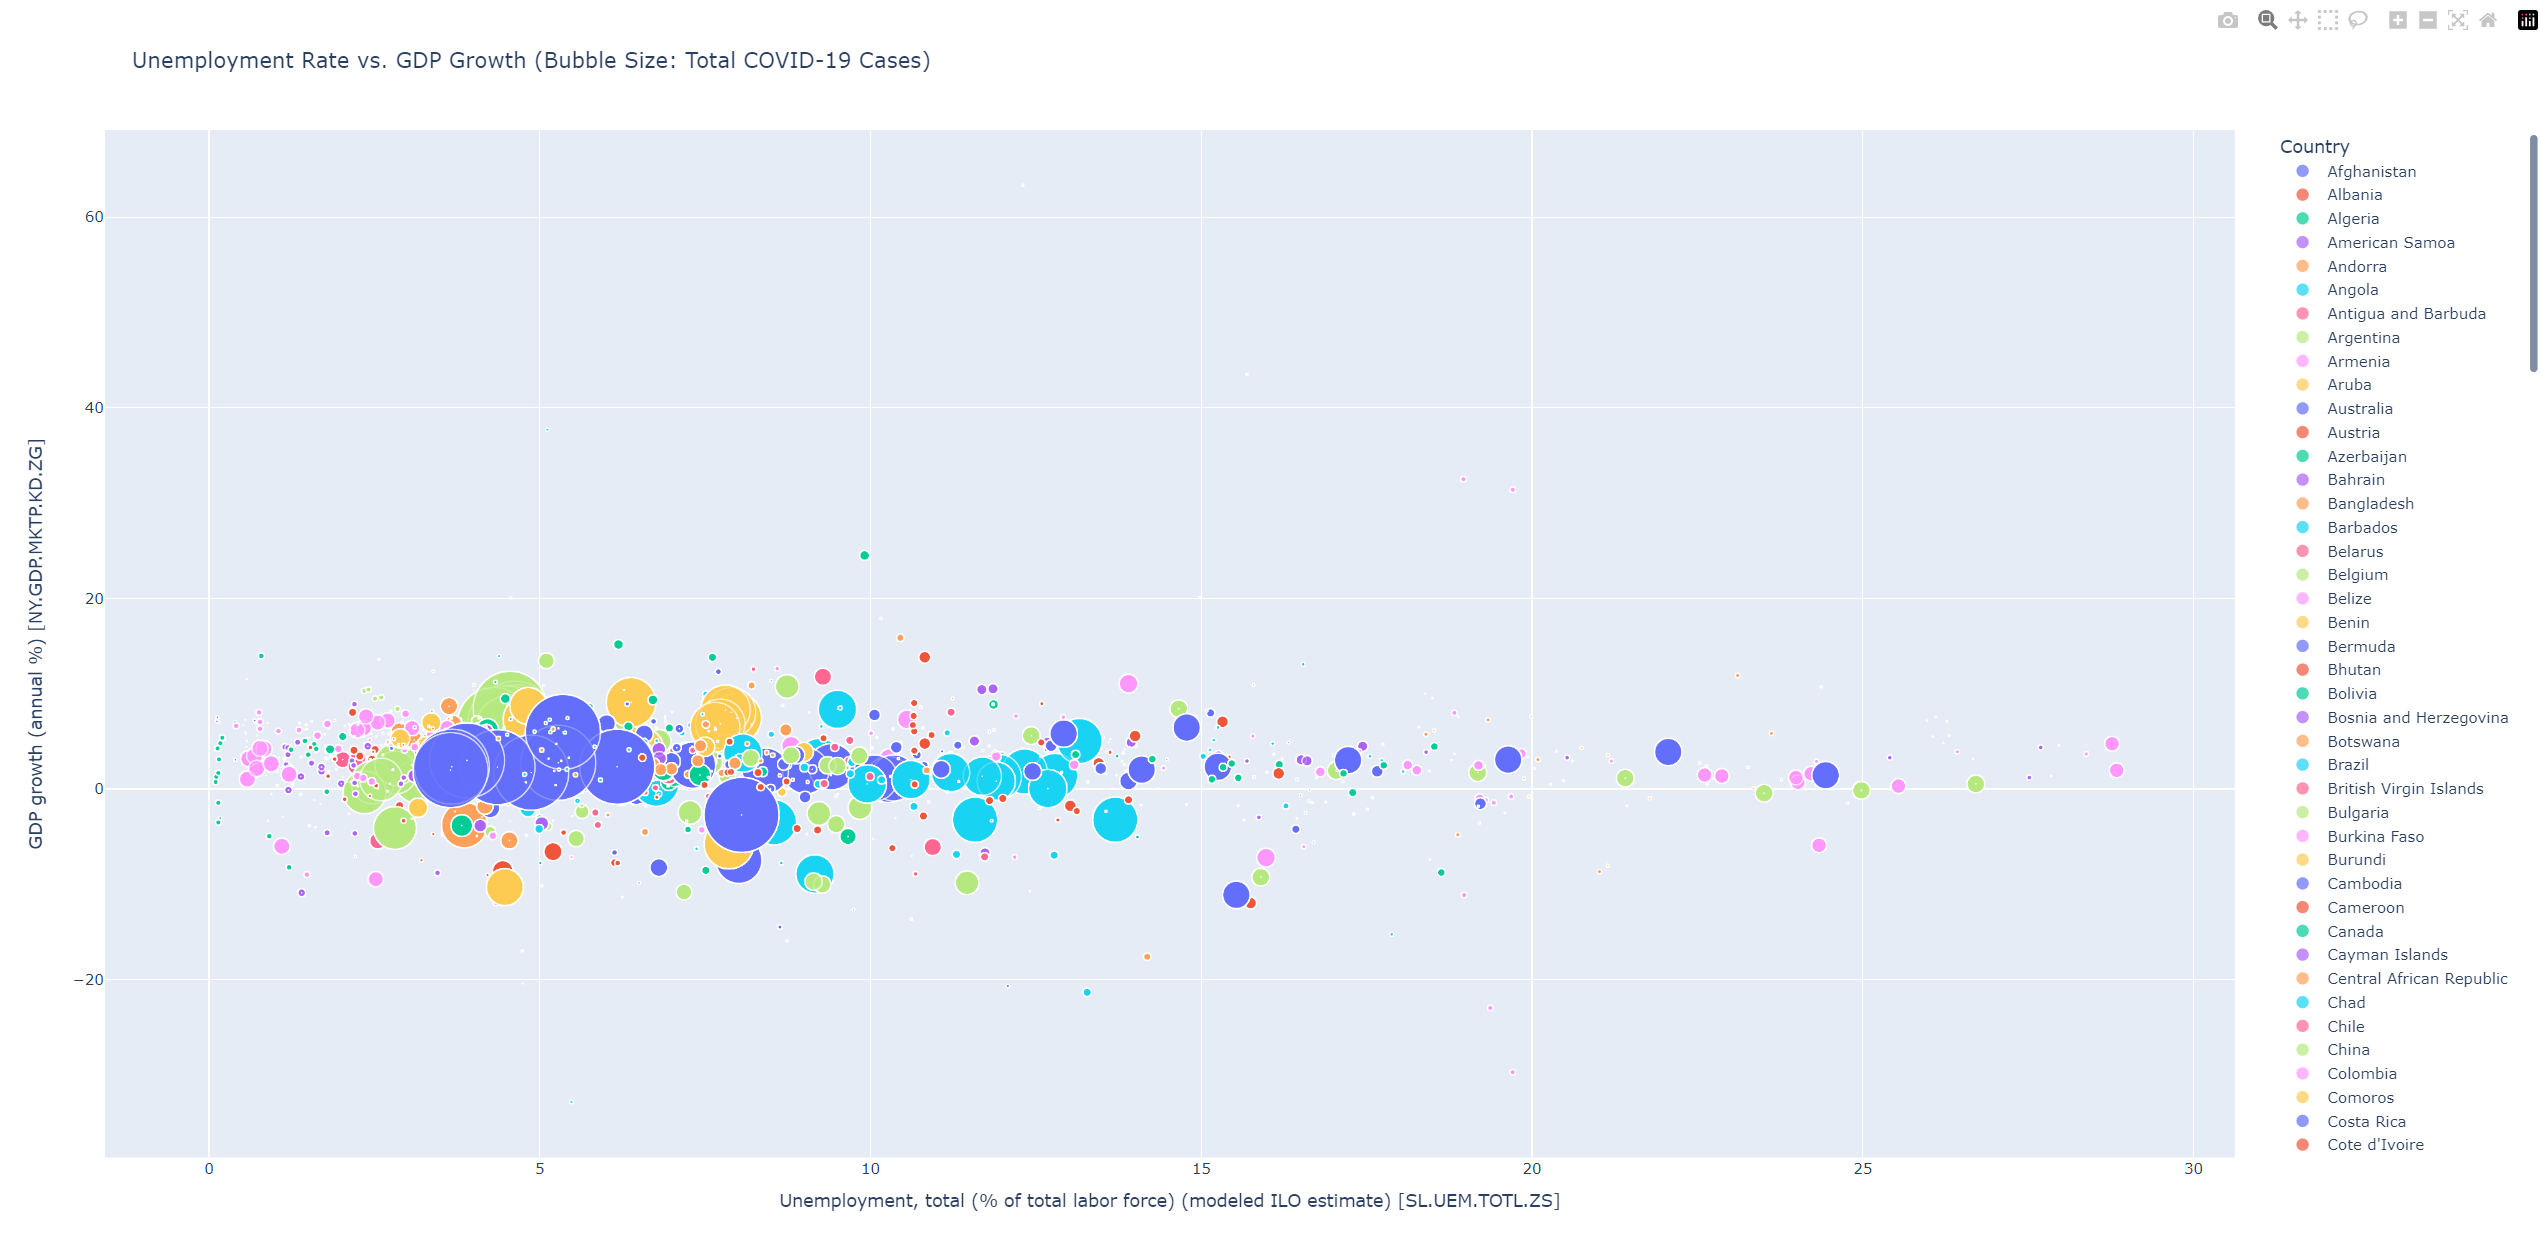 Unemployment Rate vs. GDP Growth (Bubble Size: Total COVID-19 Cases)
GDP growth (annual %) [NY.GDP.MKTP.KD.ZG]
60
40
20
0
−20
0
5
10
15
20
25
30
Unemployment, total (% of total labor force) (modeled ILO estimate) [SL.UEM.TOTL.ZS]
Country
Afghanistan
Albania
Algeria
American Samoa
Andorra
Angola
Antigua and Barbuda
Argentina
Armenia
Aruba
Australia
Austria
Azerbaijan
Bahrain
Bangladesh
Barbados
Belarus
Belgium
Belize
Benin
Bermuda
Bhutan
Bolivia
Bosnia and Herzegovina
Botswana
Brazil
British Virgin Islands
Bulgaria
Burkina Faso
Burundi
Cambodia
Cameroon
Canada
Cayman Islands
Central African Republic
Chad
Chile
China
Colombia
Comoros
Costa Rica
Cote d'Ivoire